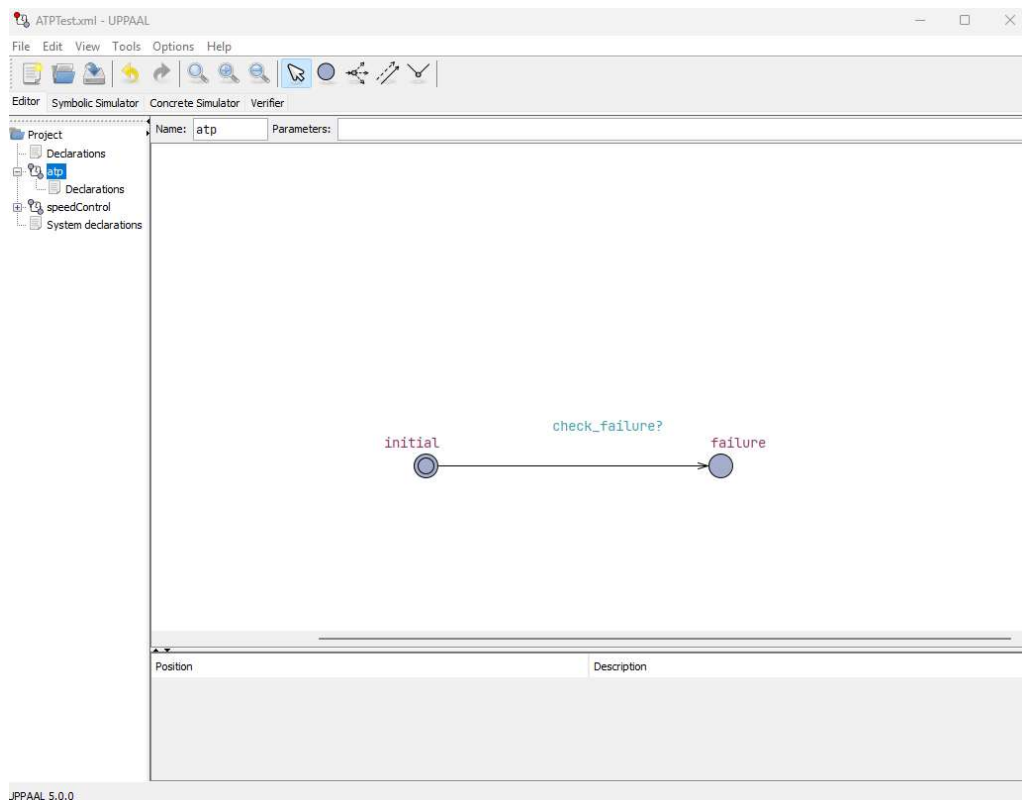 ATPTest.xml - UPPAAL
File Edit View Tools Options Help
Editor Symbolic Simulator Concrete Simulator Verifier
Project
Declarations
atp
Declarations
speedControl
System declarations
Name: atp Parameters:
check_failure?
initial failure
Position Description
UPPAAL 5.0.0